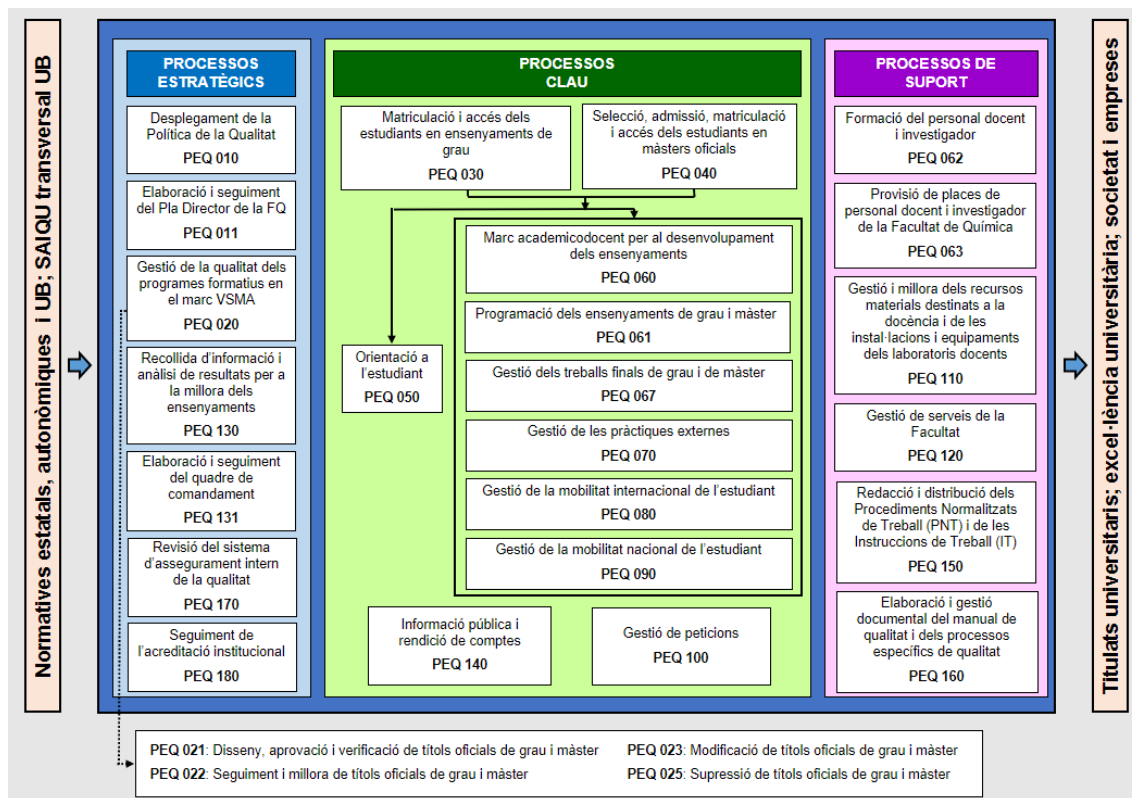 Normatives estatals, autonòmiques i UB; SAIQU transversal UB
PROCESSOS
ESTRATÈGICS
Desplegament de la
Política de la Qualitat
PEQ 010
Elaboració i seguiment
del Pla Director de la FQ
PEQ 011
Gestió de la qualitat dels
programes formatius en
el marc VSMA
PEQ 020
Recollida d'informació i
anàlisi de resultats per a
la millora dels
ensenyaments
PEQ 130
Elaboració i seguiment
del quadre de
comandament
PEQ 131
Revisió del sistema
d'assegurament intern
de la qualitat
PEQ 170
Seguiment de
l'acreditació institucional
PEQ 180
PROCESSOS
CLAU
Matriculació i accés dels
estudiants en ensenyaments de
grau
PEQ 030
Selecció, admissió, matriculació
i accés dels estudiants en
màsters oficials
PEQ 040
Orientació a
l'estudiant
PEQ 050
Marc academicodocent per al desenvolupament
dels ensenyaments
PEQ 060
Programació dels ensenyaments de grau i màster
PEQ 061
Gestió dels treballs finals de grau i de màster
PEQ 067
Gestió de les pràctiques externes
PEQ 070
Gestió de la mobilitat internacional de l'estudiant
PEQ 080
Gestió de la mobilitat nacional de l'estudiant
PEQ 090
Informació pública i
rendició de comptes
PEQ 140
Gestió de peticions
PEQ 100
PROCESSOS DE
SUPORT
Formació del personal docent
i investigador
PEQ 062
Provisió de places de
personal docent i investigador
de la Facultat de Química
PEQ 063
Gestió i millora dels recursos
materials destinats a la
docència i de les
instal·lacions i equipaments
dels laboratoris docents
PEQ 110
Gestió de serveis de la
Facultat
PEQ 120
Redacció i distribució dels
Procediments Normalitzats
de Treball (PNT) i de les
Instruccions de Treball (IT)
PEQ 150
Elaboració i gestió
documental del manual de
qualitat i dels processos
específics de qualitat
PEQ 160
Titulats universitaris; excel·lència universitària; societat i empreses
PEQ 021: Disseny, aprovació i verificació de títols oficials de grau i màster
PEQ 022: Seguiment i millora de títols oficials de grau i màster
PEQ 023: Modificació de títols oficials de grau i màster
PEQ 025: Supressió de títols oficials de grau i màster